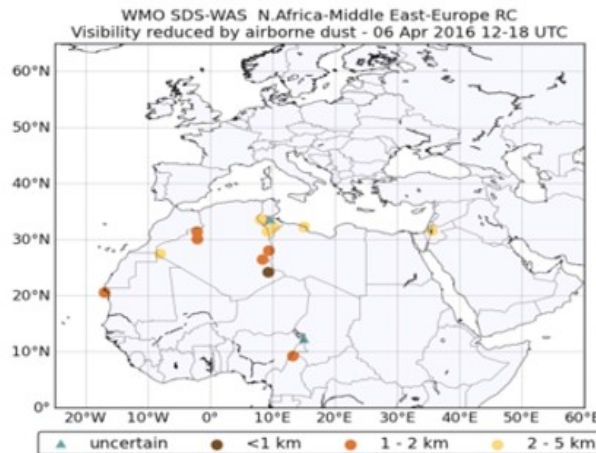 WMO SDS-WAS N.Africa-Middle East-Europe RC
Visibility reduced by airborne dust - 06 Apr 2016 12-18 UTC
60°N
50°N
40°N
30°N
20°N
10°N
0°
20°W 10°W 0° 10°E 20°E 30°E 40°E 50°E 60°E
uncertain <1 km 1 - 2 km 2 - 5 km